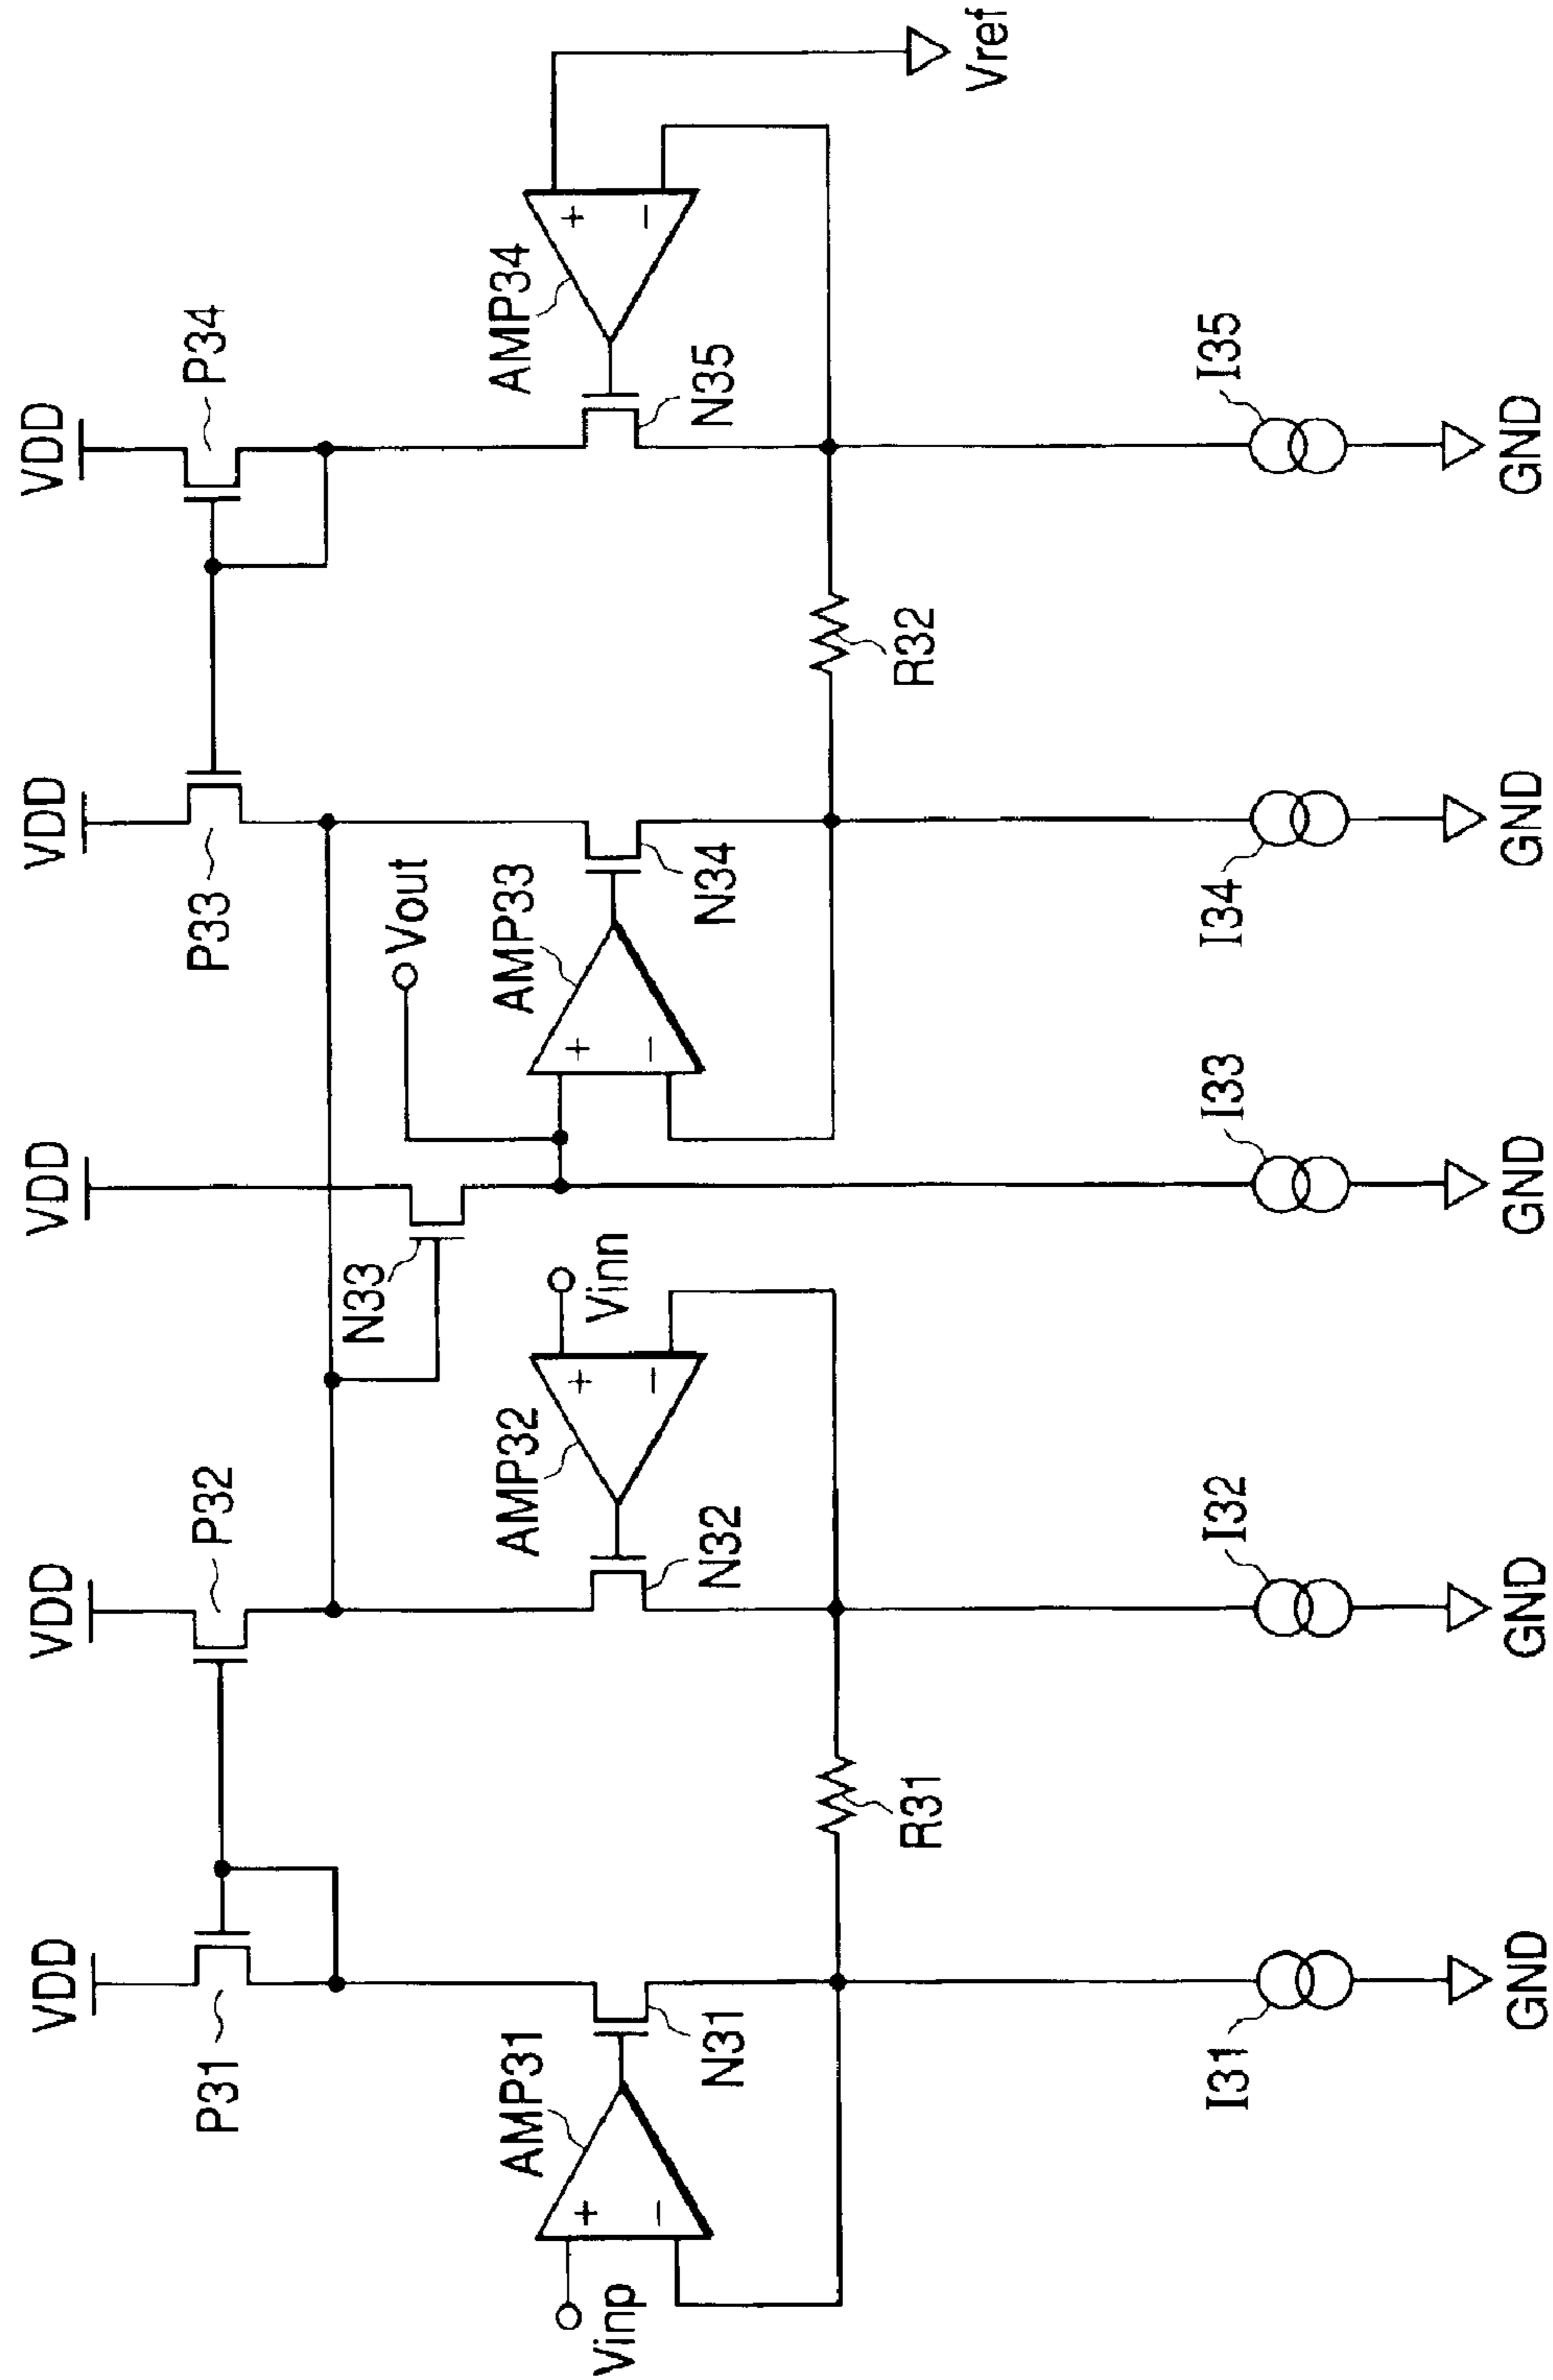 VDD
VDD
VDD
VDD
VDD
P31
P32
P33
P34
N33
Vout
Vinp
AMP31
AMP32
Vinn
AMP33
AMP34
+
−
+
−
+
−
+
−
N31
N32
N34
N35
Vref
R31
R32
I31
I32
I33
I34
I35
GND
GND
GND
GND
GND